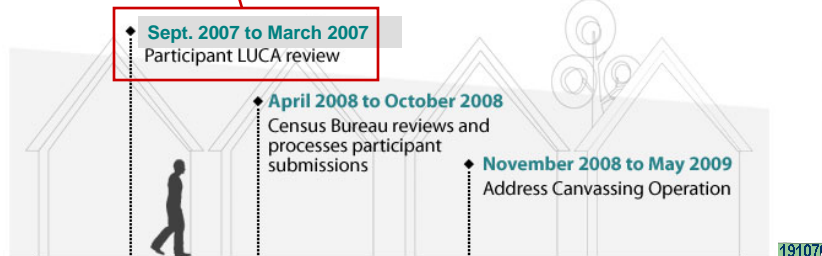 Sept. 2007 to March 2007
Participant LUCA review
April 2008 to October 2008
Census Bureau reviews and
processes participant
submissions
November 2008 to May 2009
Address Canvassing Operation